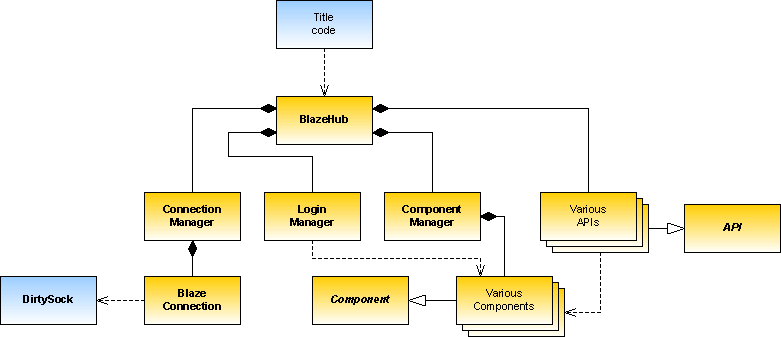 Title
code
BlazeHub
Connection
Manager
Login
Manager
Component
Manager
Various
APIs
API
DirtySock
Blaze
Connection
Component
Various
Components